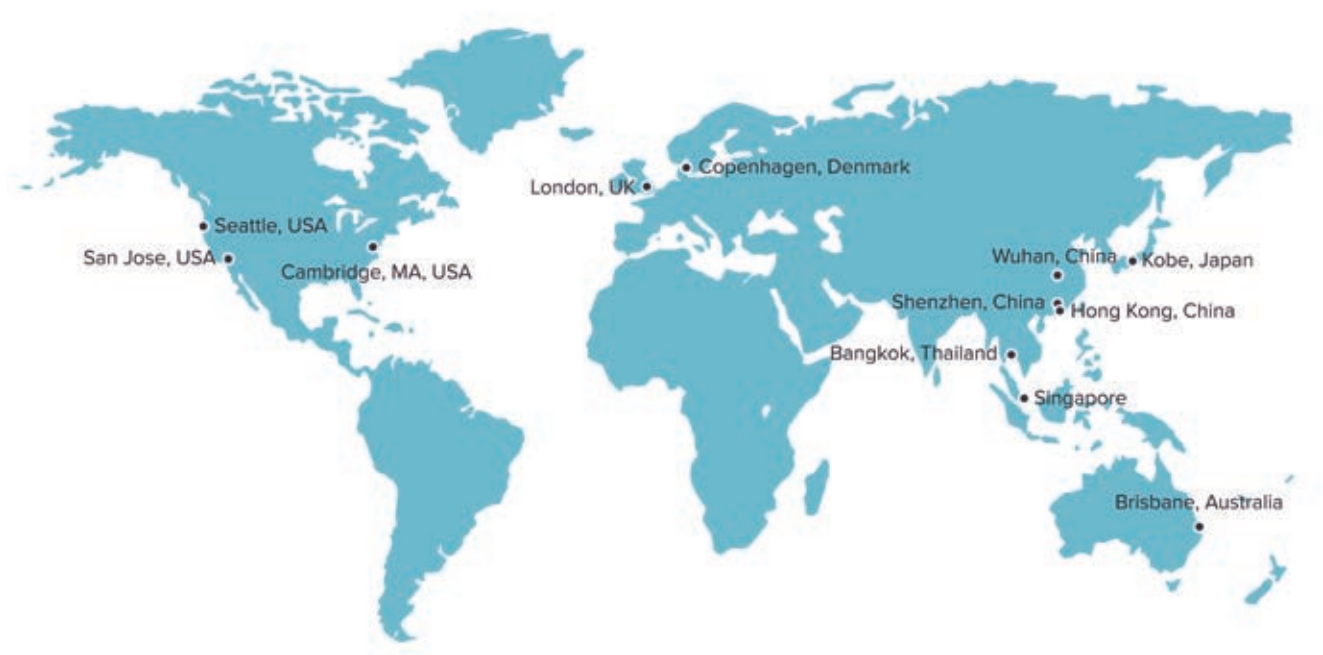 Copenhagen, Denmark
London, UK
Seattle, USA
San Jose, USA
Cambridge, MA, USA
Wuhan, China
Kobe, Japan
Shenzhen, China
Hong Kong, China
Bangkok, Thailand
Singapore
Brisbane, Australia